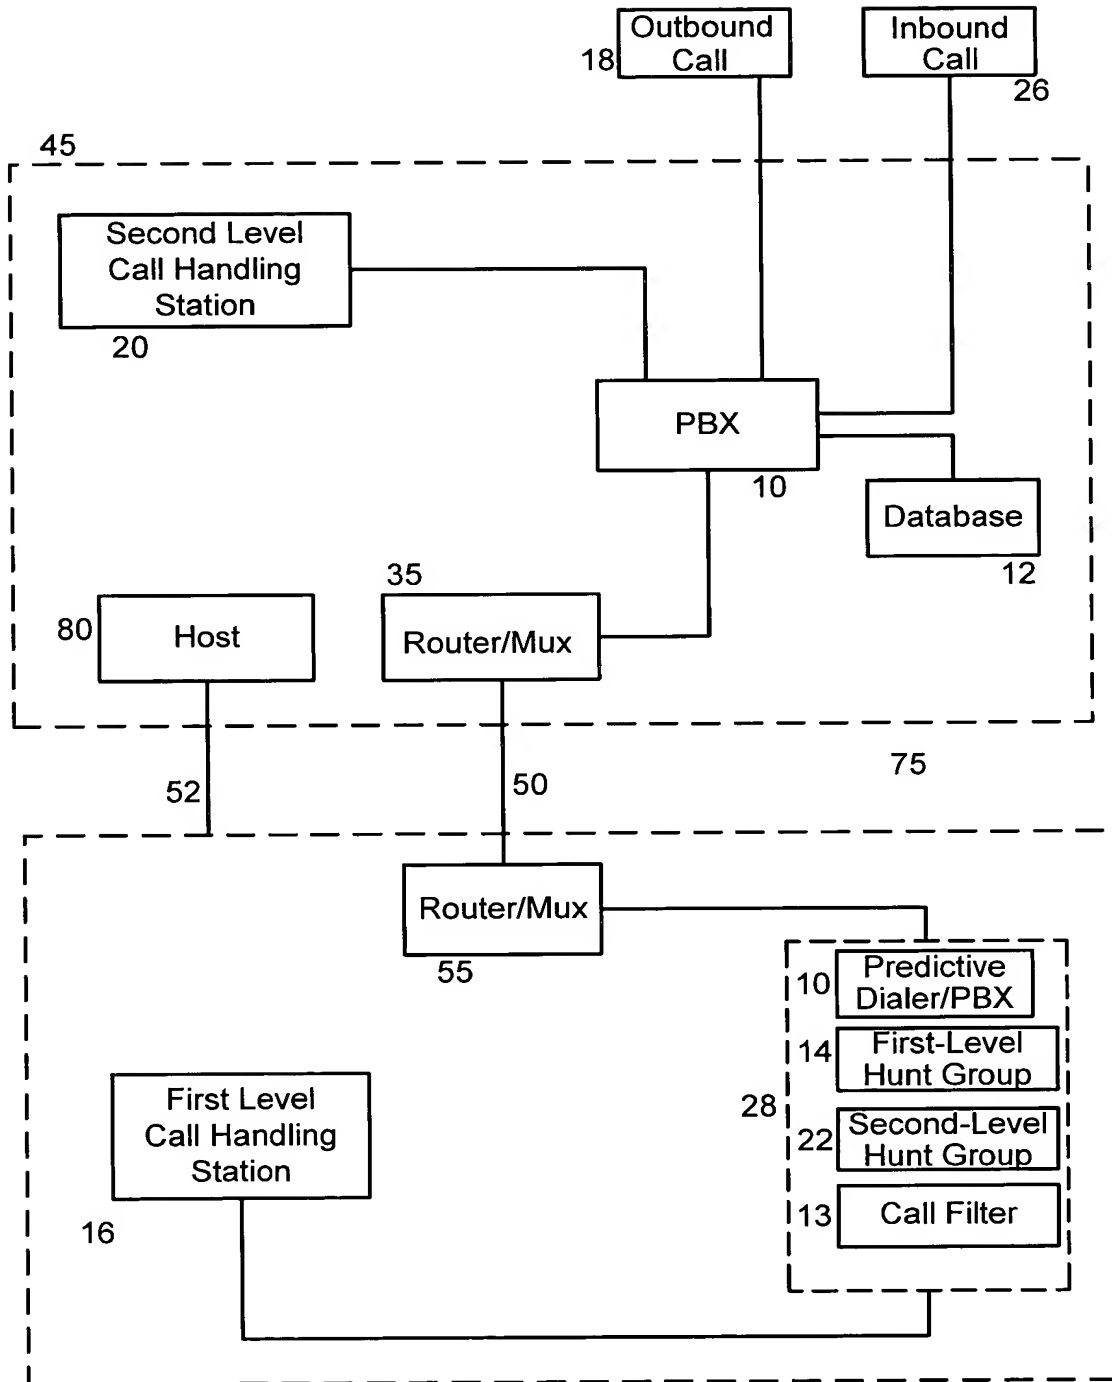 Outbound
Call
18
Inbound
Call
26
45
Second Level
Call Handling
Station
20
PBX
10
Database
12
35
80
Host
Router/Mux
52
50
75
Router/Mux
55
10
Predictive
Dialer/PBX
14
First-Level
Hunt Group
28
22
Second-Level
Hunt Group
13
Call Filter
First Level
Call Handling
Station
16